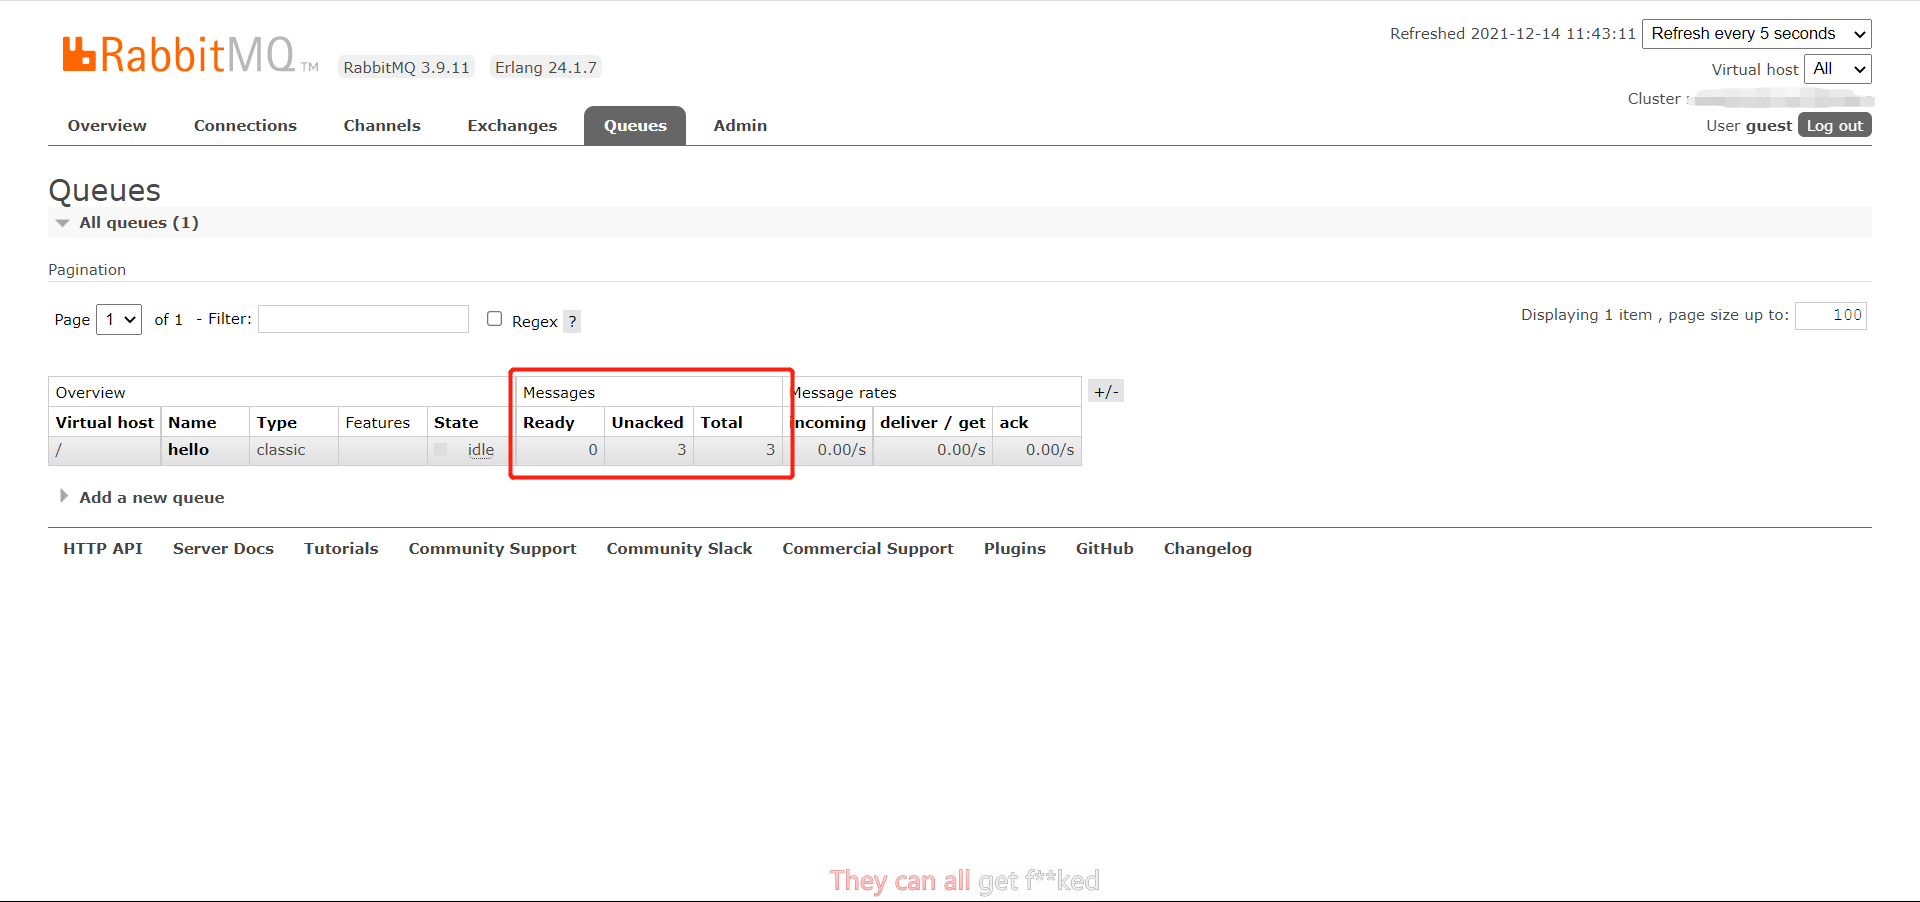 RabbitMQ TM RabbitMQ 3.9.11 Erlang 24.1.7
Refreshed 2021-12-14 11:43:11 Refresh every 5 seconds
Virtual host All
Cluster
User guest Log out
Overview Connections Channels Exchanges Queues Admin
Queues
All queues (1)
Pagination
Page 1 of 1 - Filter: Regex ? Displaying 1 item , page size up to: 100
Overview Messages Message rates +/-
Virtual host Name Type Features State Ready Unacked Total incoming deliver / get ack
/ hello classic idle 0 3 3 0.00/s 0.00/s 0.00/s
Add a new queue
HTTP API Server Docs Tutorials Community Support Community Slack Commercial Support Plugins GitHub Changelog
They can all get f**ked